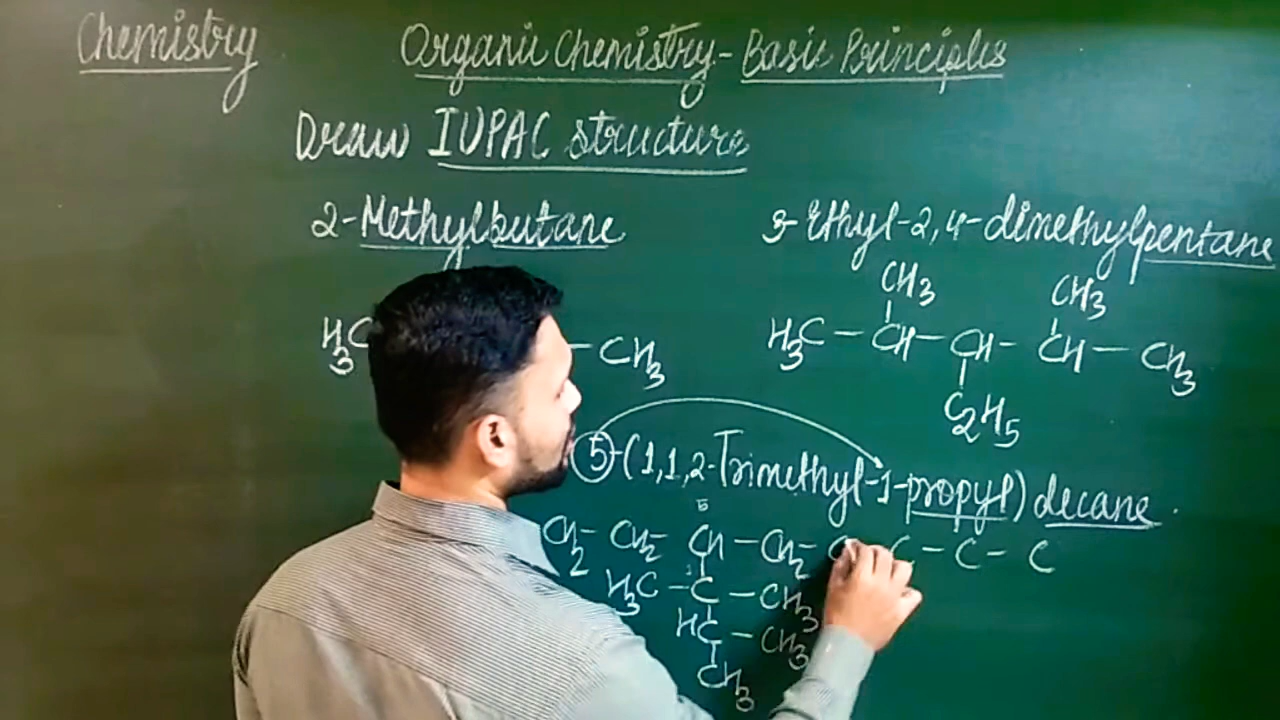 Chemistry
Organic Chemistry - Basic Principles
Draw IUPAC structure
2-Methylbutane
3-Ethyl-2,4-dimethylpentane
CH3 CH3
H3C — CH3
H3C — CH — CH — CH — CH3
C2H5
5-(1,1,2-Trimethyl-1-propyl) decane
5
CH2 - CH2 - CH - CH2 - C - C - C
H3C - C - CH3
HC - CH3
CH3